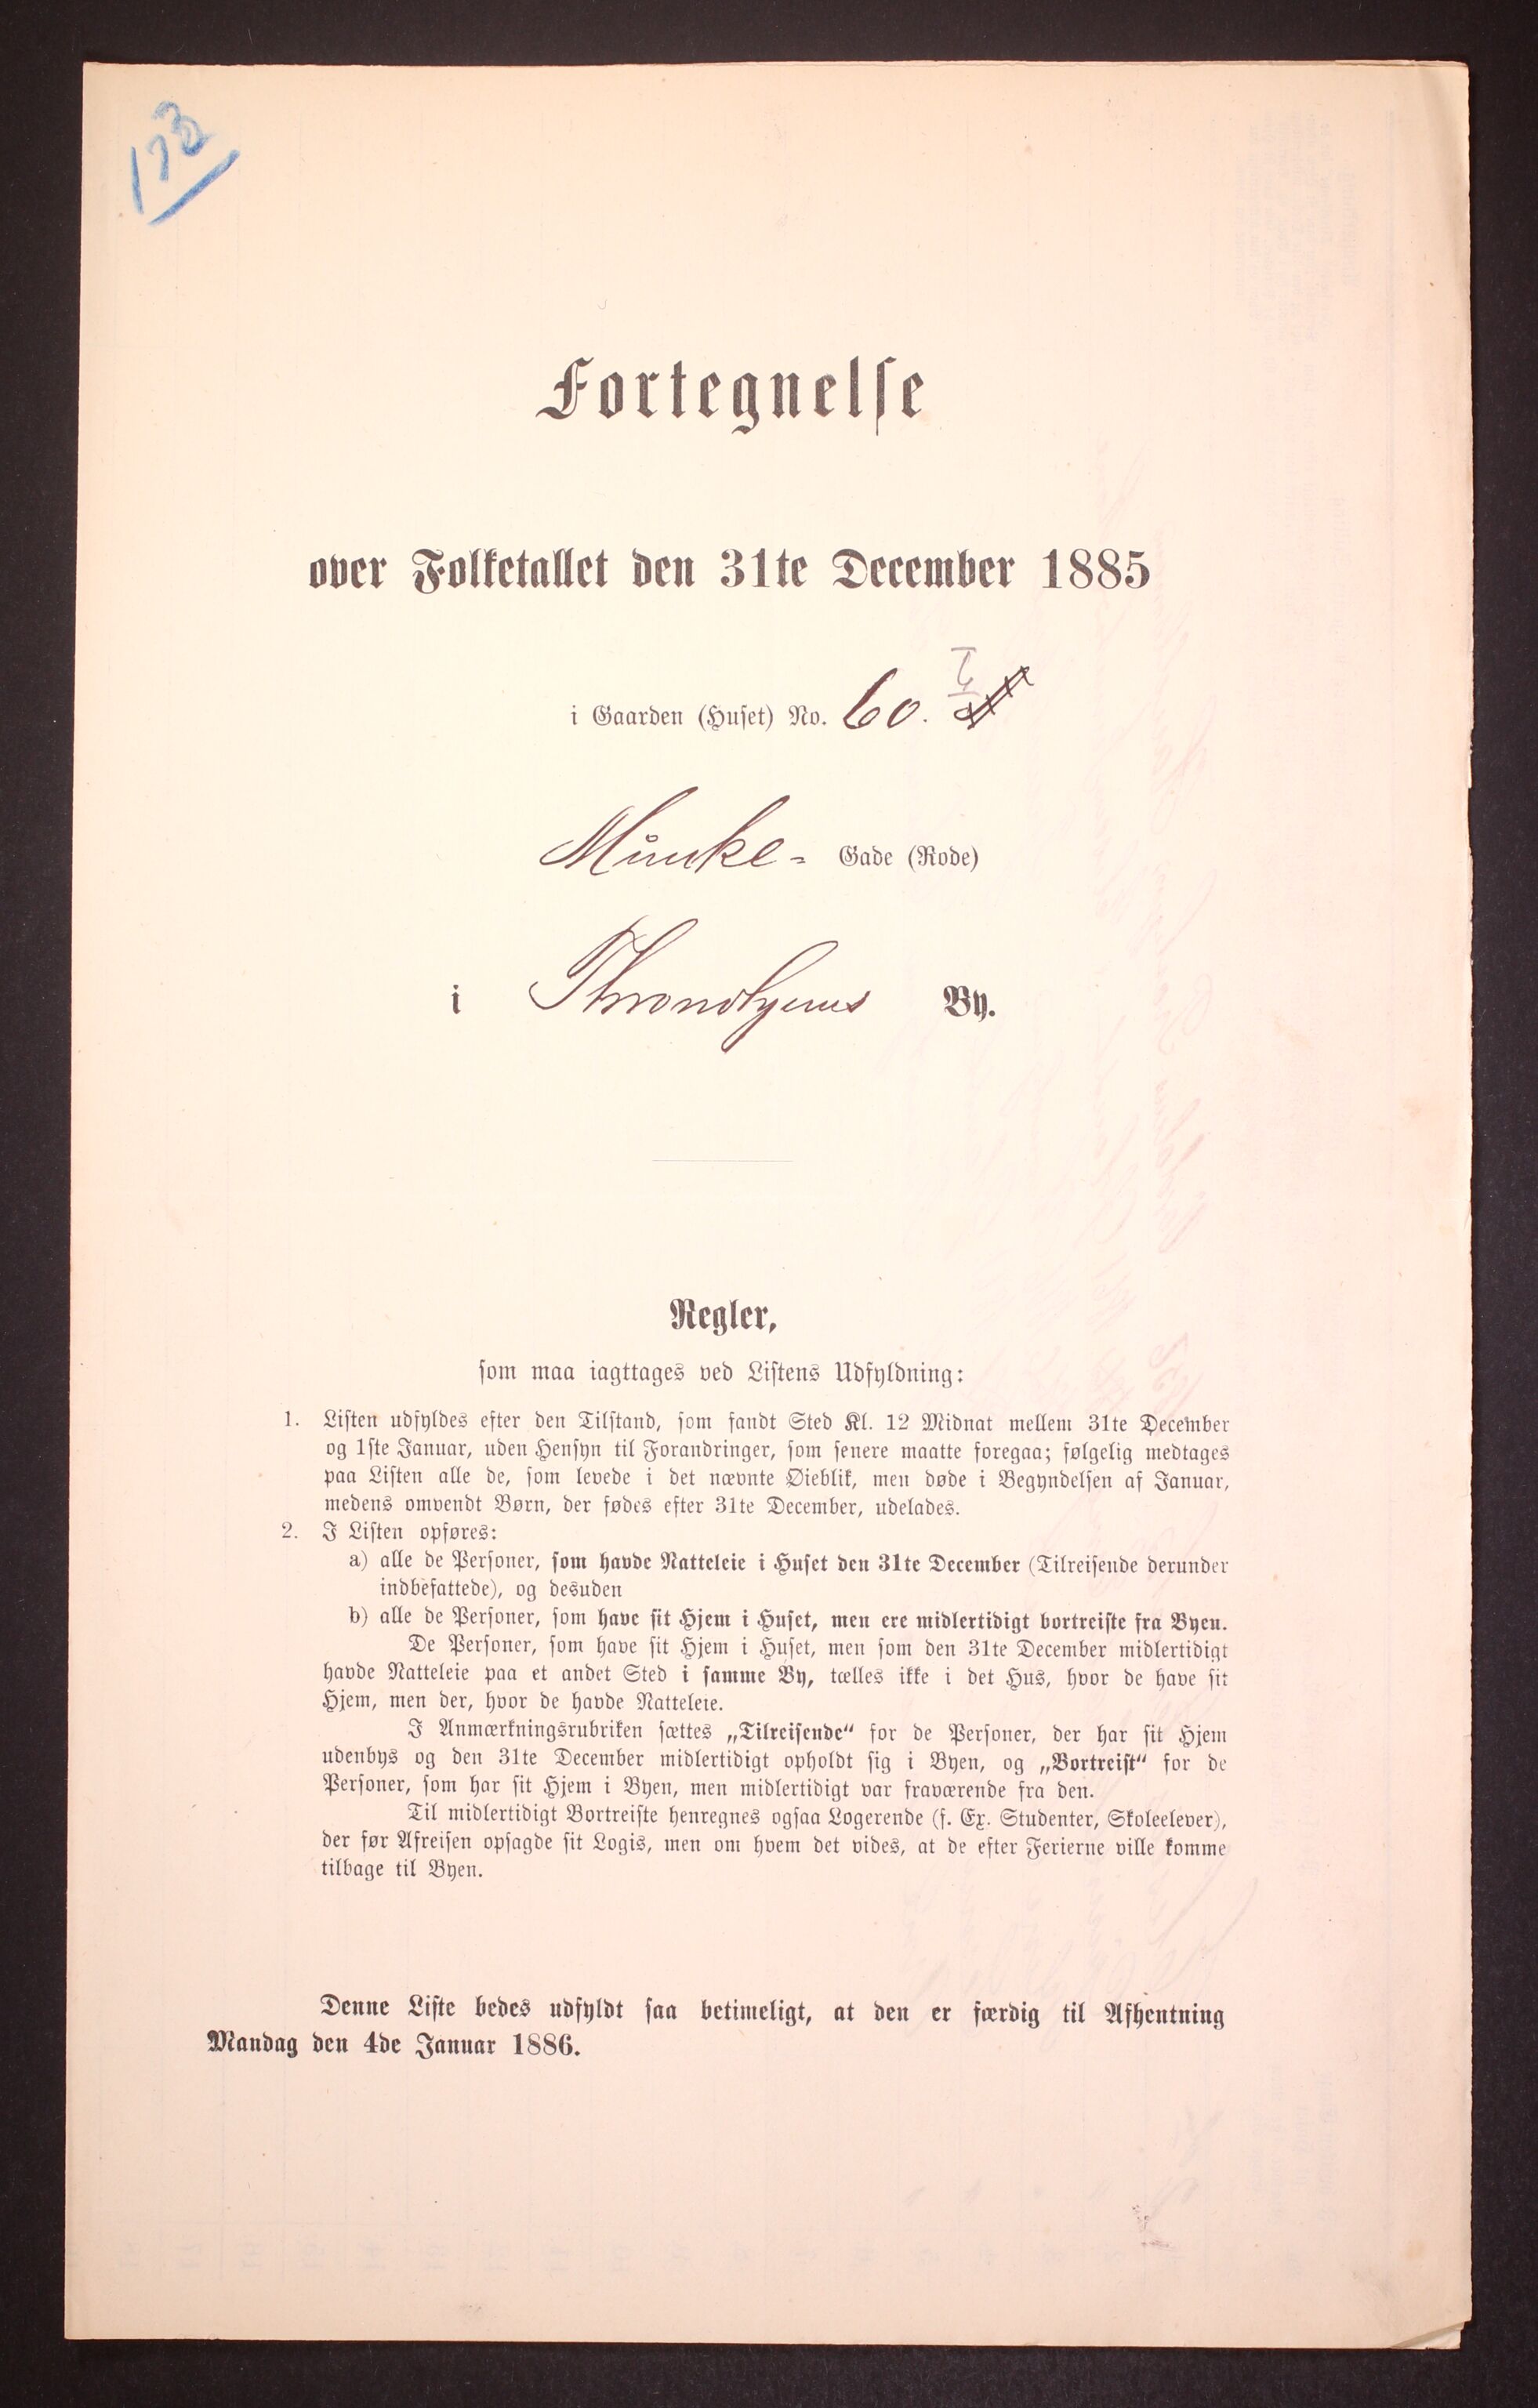 173
Fortegnelse
over Folketallet den 31te December 1885
i Gaarden (Huset) No. 60.
Munke- Gade (Rode)
i Throndhjems By.
Regler,
som maa iagttages ved Listens Udfyldning:
1. Listen udfyldes efter den Tilstand, som fandt Sted Kl. 12 Midnat mellem 31te December
og 1ste Januar, uden Hensyn til Forandringer, som senere maatte foregaa; følgelig medtages
paa Listen alle de, som levede i det nævnte Øieblik, men døde i Begyndelsen af Januar,
medens omvendt Børn, der fødes efter 31te December, udelades.
2. I Listen opføres:
a) alle de Personer, som havde Natteleie i Huset den 31te December (Tilreisende derunder
indbefattede), og desuden
b) alle de Personer, som have sit Hjem i Huset, men ere midlertidigt bortreiste fra Byen.
De Personer, som have sit Hjem i Huset, men som den 31te December midlertidigt
havde Natteleie paa et andet Sted i samme By, tælles ikke i det Hus, hvor de have sit
Hjem, men der, hvor de havde Natteleie.
I Anmærkningsrubriken sættes „Tilreisende“ for de Personer, der har sit Hjem
udenbys og den 31te December midlertidigt opholdt sig i Byen, og „Bortreist“ for de
Personer, som har sit Hjem i Byen, men midlertidigt var fraværende fra den.
Til midlertidigt Bortreiste henregnes ogsaa Logerende (f. Ex. Studenter, Skoleelever),
der før Afreisen opsagde sit Logis, men om hvem det vides, at de efter Ferierne ville komme
tilbage til Byen.
Denne Liste bedes udfyldt saa betimeligt, at den er færdig til Afhentning
Mandag den 4de Januar 1886.